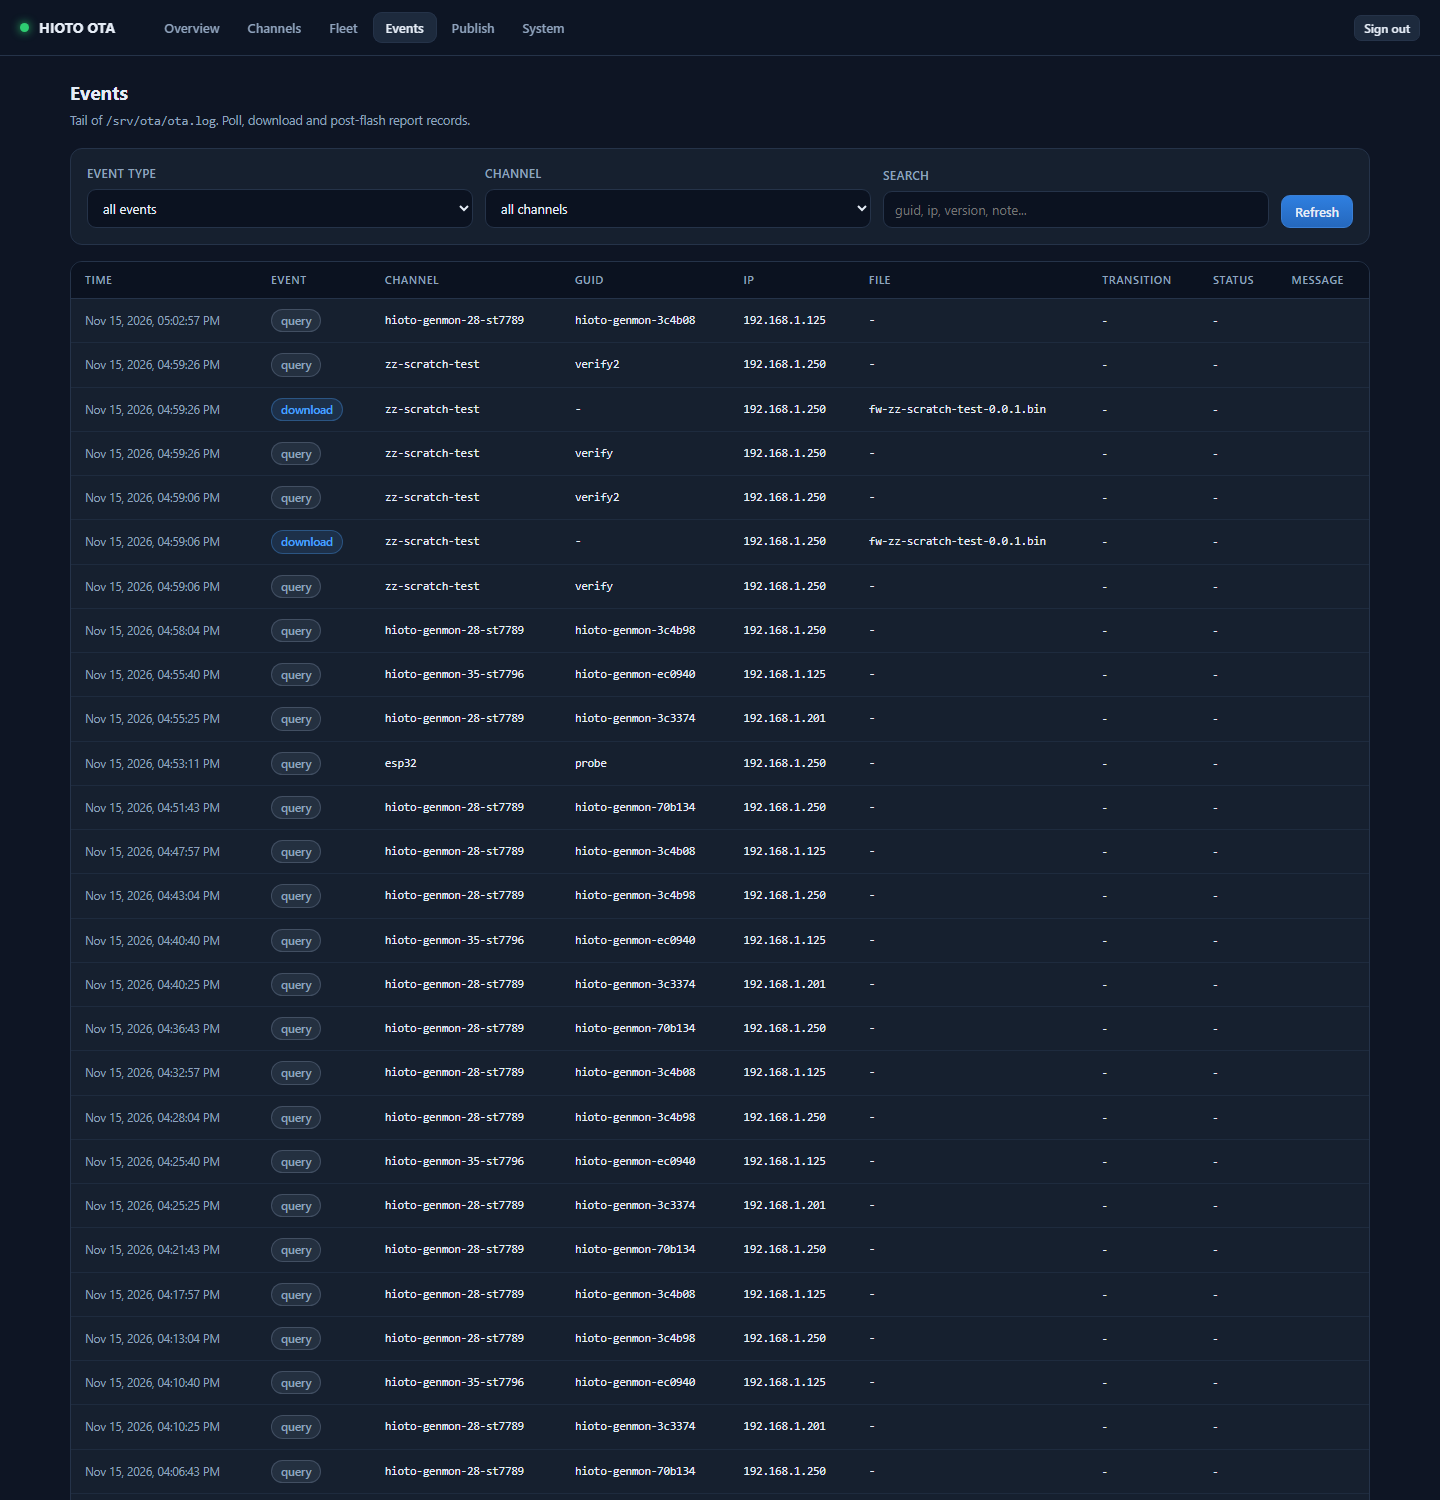 HIOTO OTA Overview Channels Fleet Events Publish System Sign out
Events
Tail of /srv/ota/ota.log. Poll, download and post-flash report records.
EVENT TYPE CHANNEL SEARCH
all events all channels guid, ip, version, note... Refresh
TIME EVENT CHANNEL GUID IP FILE TRANSITION STATUS MESSAGE
Nov 15, 2026, 05:02:57 PM query hioto-genmon-28-st7789 hioto-genmon-3c4b08 192.168.1.125 - - -
Nov 15, 2026, 04:59:26 PM query zz-scratch-test verify2 192.168.1.250 - - -
Nov 15, 2026, 04:59:26 PM download zz-scratch-test - 192.168.1.250 fw-zz-scratch-test-0.0.1.bin - -
Nov 15, 2026, 04:59:26 PM query zz-scratch-test verify 192.168.1.250 - - -
Nov 15, 2026, 04:59:06 PM query zz-scratch-test verify2 192.168.1.250 - - -
Nov 15, 2026, 04:59:06 PM download zz-scratch-test - 192.168.1.250 fw-zz-scratch-test-0.0.1.bin - -
Nov 15, 2026, 04:59:06 PM query zz-scratch-test verify 192.168.1.250 - - -
Nov 15, 2026, 04:58:04 PM query hioto-genmon-28-st7789 hioto-genmon-3c4b98 192.168.1.250 - - -
Nov 15, 2026, 04:55:40 PM query hioto-genmon-35-st7796 hioto-genmon-ec0940 192.168.1.125 - - -
Nov 15, 2026, 04:55:25 PM query hioto-genmon-28-st7789 hioto-genmon-3c3374 192.168.1.201 - - -
Nov 15, 2026, 04:53:11 PM query esp32 probe 192.168.1.250 - - -
Nov 15, 2026, 04:51:43 PM query hioto-genmon-28-st7789 hioto-genmon-70b134 192.168.1.250 - - -
Nov 15, 2026, 04:47:57 PM query hioto-genmon-28-st7789 hioto-genmon-3c4b08 192.168.1.125 - - -
Nov 15, 2026, 04:43:04 PM query hioto-genmon-28-st7789 hioto-genmon-3c4b98 192.168.1.250 - - -
Nov 15, 2026, 04:40:40 PM query hioto-genmon-35-st7796 hioto-genmon-ec0940 192.168.1.125 - - -
Nov 15, 2026, 04:40:25 PM query hioto-genmon-28-st7789 hioto-genmon-3c3374 192.168.1.201 - - -
Nov 15, 2026, 04:36:43 PM query hioto-genmon-28-st7789 hioto-genmon-70b134 192.168.1.250 - - -
Nov 15, 2026, 04:32:57 PM query hioto-genmon-28-st7789 hioto-genmon-3c4b08 192.168.1.125 - - -
Nov 15, 2026, 04:28:04 PM query hioto-genmon-28-st7789 hioto-genmon-3c4b98 192.168.1.250 - - -
Nov 15, 2026, 04:25:40 PM query hioto-genmon-35-st7796 hioto-genmon-ec0940 192.168.1.125 - - -
Nov 15, 2026, 04:25:25 PM query hioto-genmon-28-st7789 hioto-genmon-3c3374 192.168.1.201 - - -
Nov 15, 2026, 04:21:43 PM query hioto-genmon-28-st7789 hioto-genmon-70b134 192.168.1.250 - - -
Nov 15, 2026, 04:17:57 PM query hioto-genmon-28-st7789 hioto-genmon-3c4b08 192.168.1.125 - - -
Nov 15, 2026, 04:13:04 PM query hioto-genmon-28-st7789 hioto-genmon-3c4b98 192.168.1.250 - - -
Nov 15, 2026, 04:10:40 PM query hioto-genmon-35-st7796 hioto-genmon-ec0940 192.168.1.125 - - -
Nov 15, 2026, 04:10:25 PM query hioto-genmon-28-st7789 hioto-genmon-3c3374 192.168.1.201 - - -
Nov 15, 2026, 04:06:43 PM query hioto-genmon-28-st7789 hioto-genmon-70b134 192.168.1.250 - - -